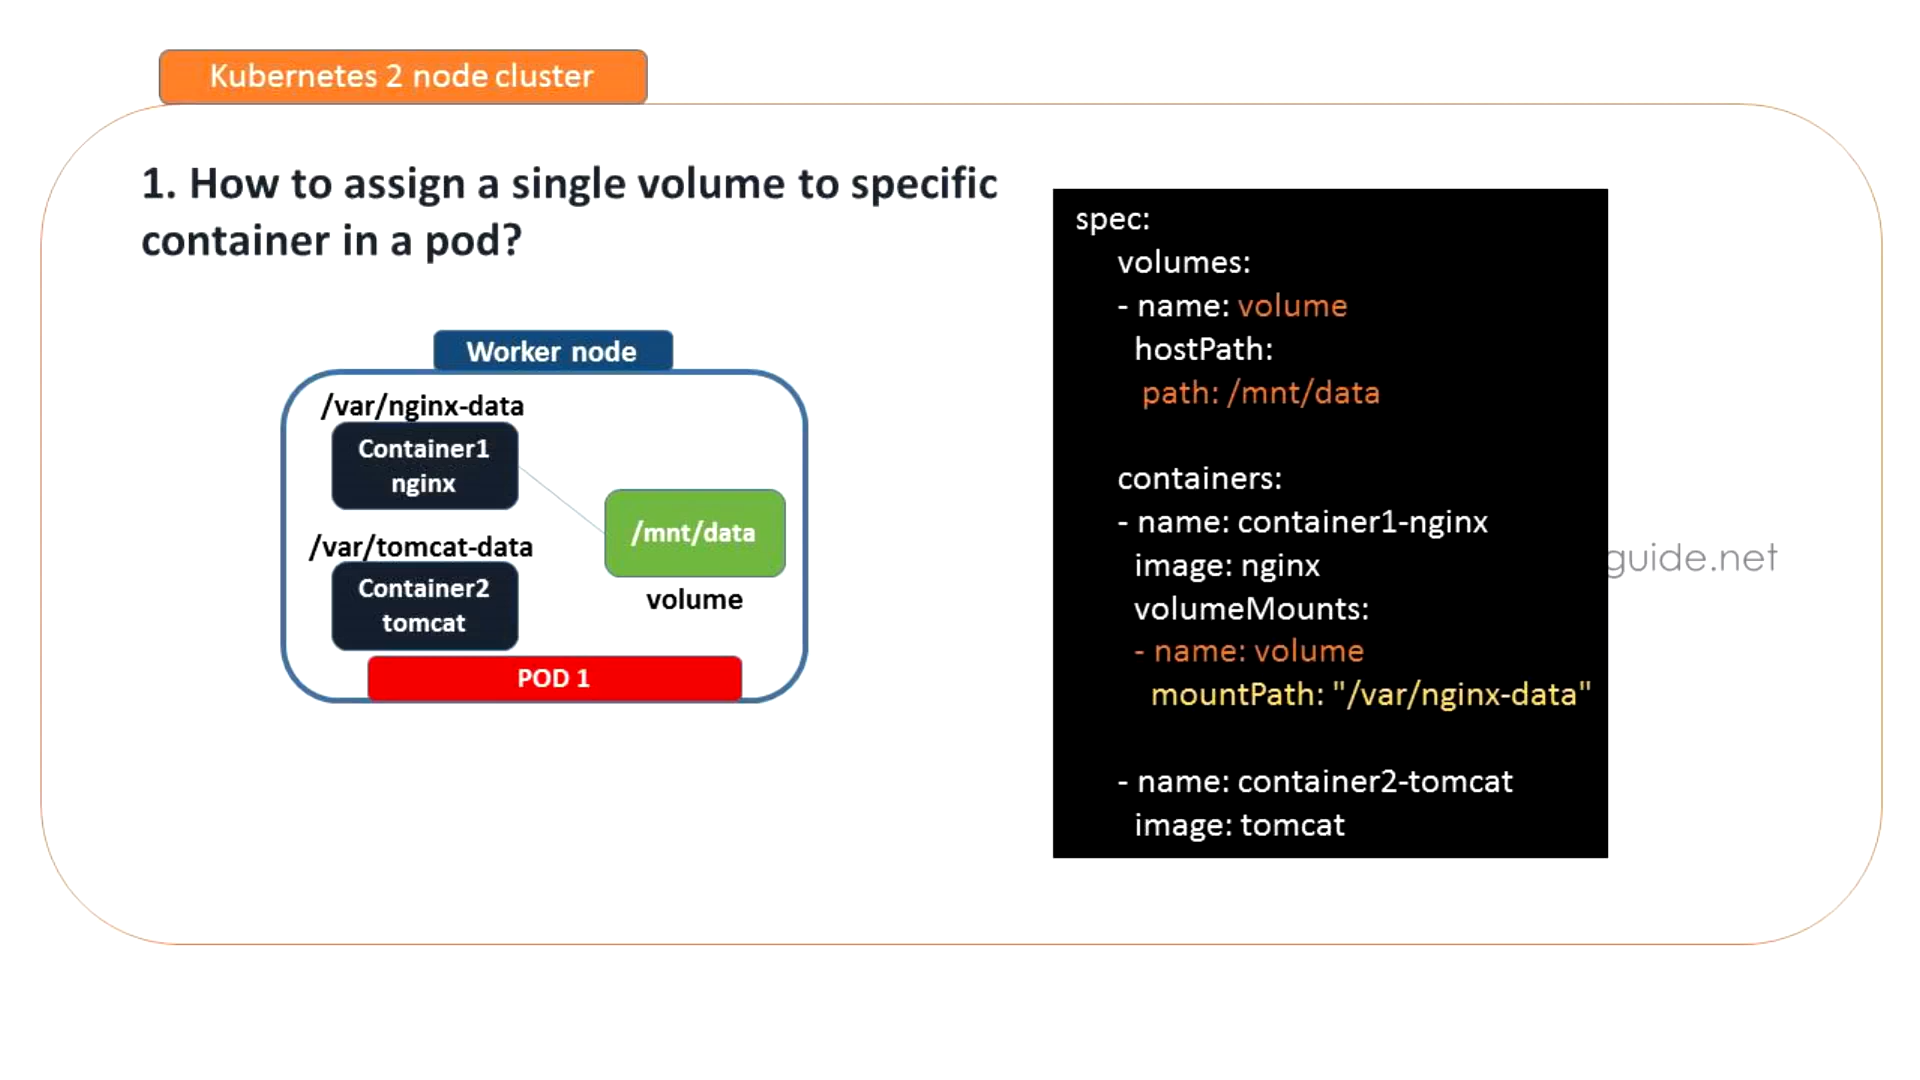 Kubernetes 2 node cluster
1. How to assign a single volume to specific
container in a pod?
Worker node
/var/nginx-data
Container1
nginx
/mnt/data
volume
/var/tomcat-data
Container2
tomcat
POD 1
spec:
volumes:
- name: volume
hostPath:
path: /mnt/data
containers:
- name: container1-nginx
image: nginx
volumeMounts:
- name: volume
mountPath: "/var/nginx-data"
- name: container2-tomcat
image: tomcat
guide.net